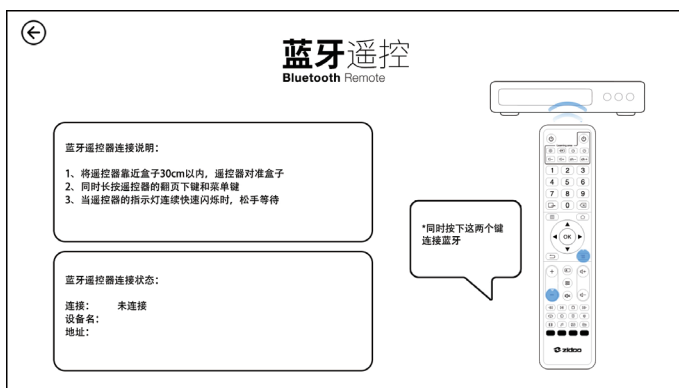 蓝牙遥控
Bluetooth Remote
蓝牙遥控器连接说明：
1、将遥控器靠近盒子30cm以内，遥控器对准盒子
2、同时长按遥控器的翻页下键和菜单键
3、当遥控器的指示灯连续快速闪烁时，松手等待
*同时按下这两个键
连接蓝牙
蓝牙遥控器连接状态：
连接： 未连接
设备名：
地址：
1 2 3
4 5 6
7 8 9
0
OK
zidoo